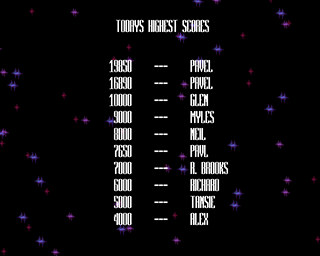 TODAYS HIGHEST SCORES
19850 --- PAVEL
16890 --- PAVEL
10000 --- GLEN
9000 --- MYLES
8000 --- NEIL
7650 --- PAVL
7000 --- R. BROOKS
6000 --- RICHARD
5000 --- TANSIE
4000 --- ALEX